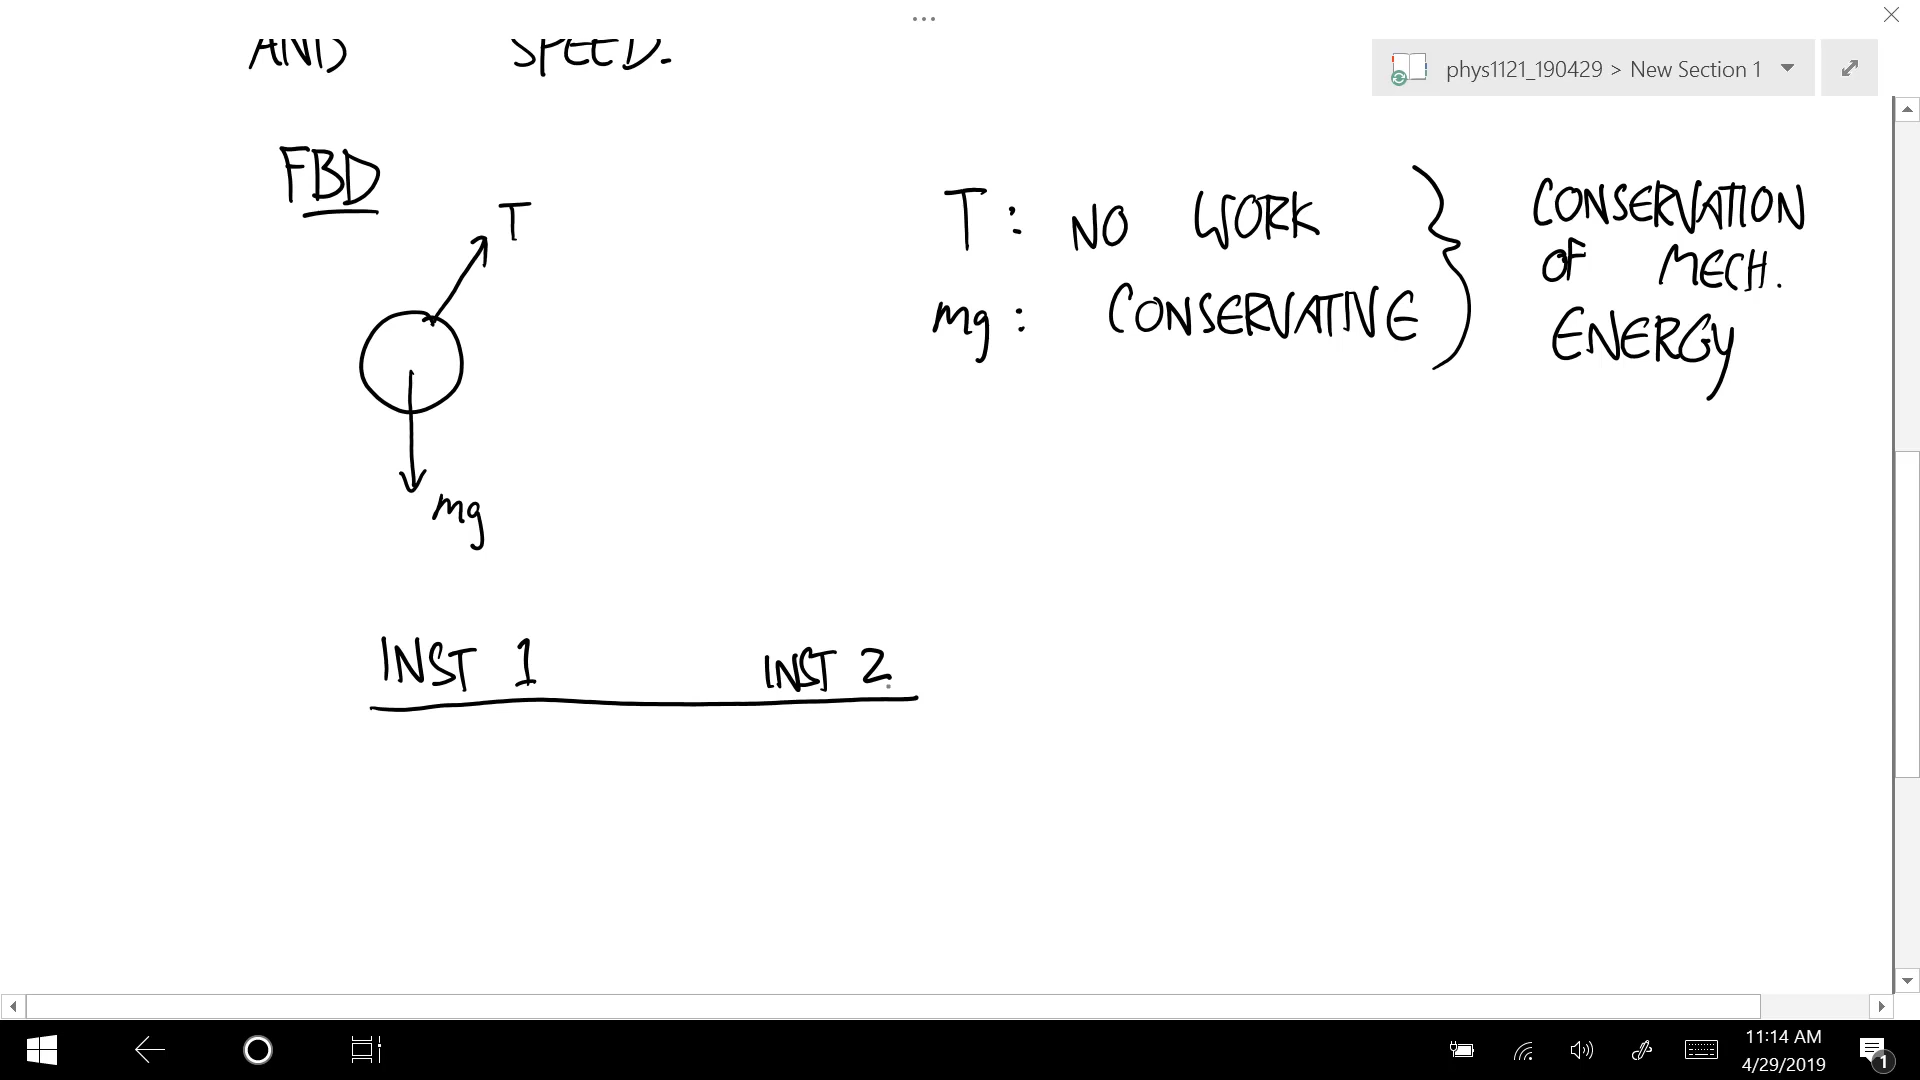 AND SPEED.
phys1121_190429 > New Section 1
FBD
T
mg
T: NO WORK
mg: CONSERVATIVE
CONSERVATION
OF MECH.
ENERGY
INST 1 INST 2
11:14 AM
4/29/2019
1